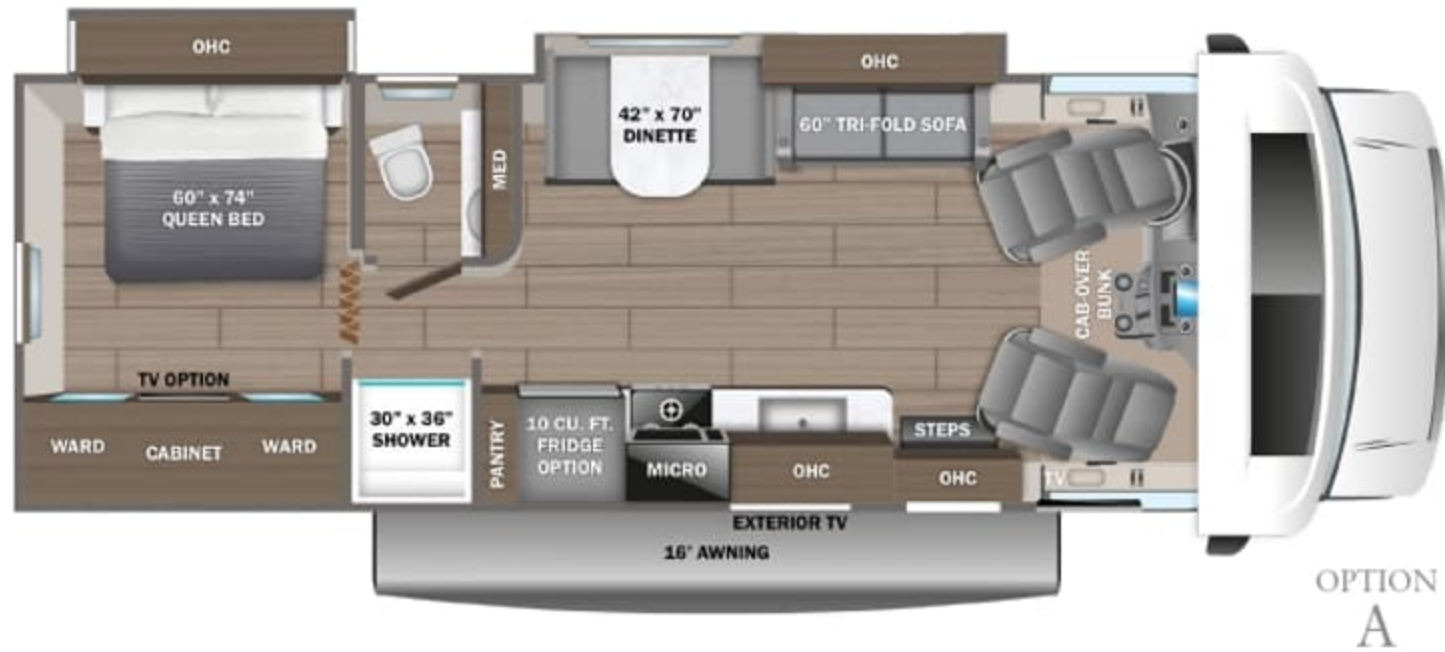 OHC
OHC
42" x 70"
DINETTE
60" TRI-FOLD SOFA
MED
60" x 74"
QUEEN BED
CAB-OVER
BUNK
TV OPTION
30" x 36"
SHOWER
10 CU. FT.
FRIDGE
OPTION
STEPS
WARD
CABINET
WARD
PANTRY
MICRO
OHC
OHC
TV
EXTERIOR TV
16' AWNING
OPTION
A